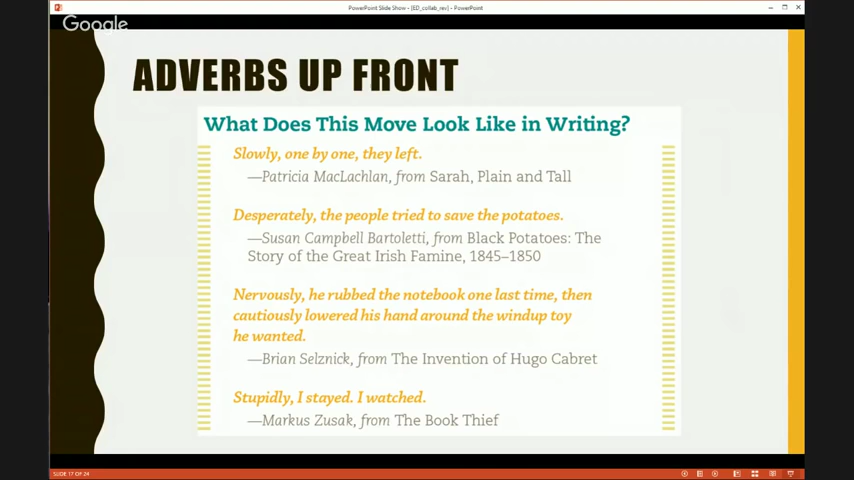 PowerPoint Slide Show - [ED_collab_rev] - PowerPoint
Google
ADVERBS UP FRONT
What Does This Move Look Like in Writing?
Slowly, one by one, they left.
—Patricia MacLachlan, from Sarah, Plain and Tall
Desperately, the people tried to save the potatoes.
—Susan Campbell Bartoletti, from Black Potatoes: The
Story of the Great Irish Famine, 1845–1850
Nervously, he rubbed the notebook one last time, then
cautiously lowered his hand around the windup toy
he wanted.
—Brian Selznick, from The Invention of Hugo Cabret
Stupidly, I stayed. I watched.
—Markus Zusak, from The Book Thief
SLIDE 17 OF 24